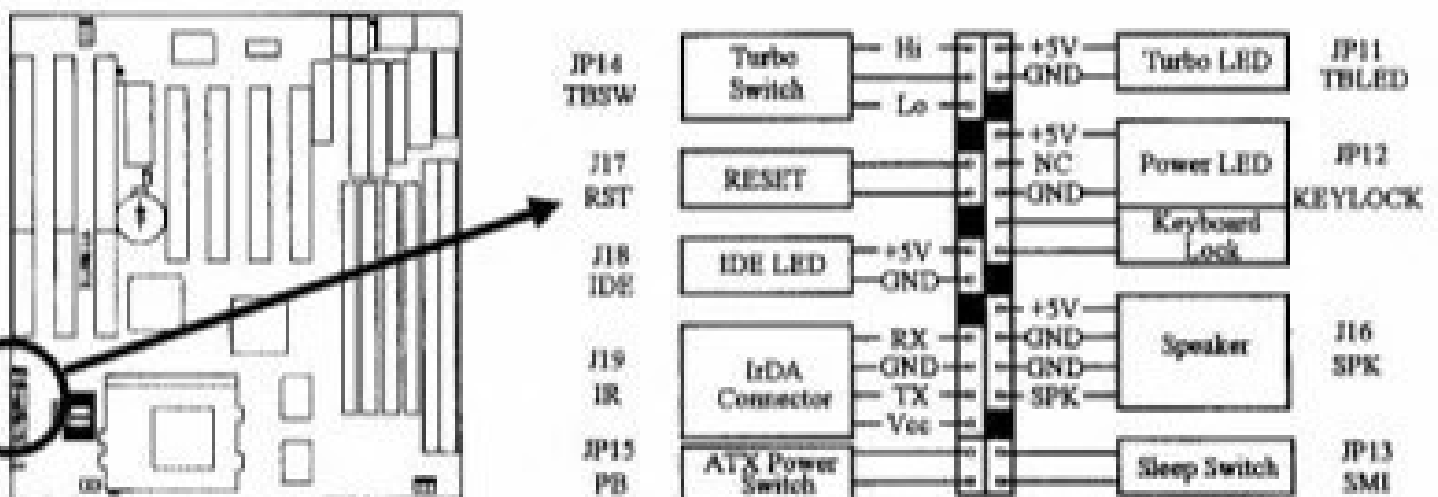 JP14
TBSW
Turbo
Switch
Hi
Lo
+5V
GND
Turbo LED
JP11
TBLED
J17
RST
RESET
+5V
NC
GND
Power LED
JP12
KEYLOCK
Keyboard
Lock
J18
IDE
IDE LED
+5V
GND
J19
IR
IrDA
Connector
RX
GND
TX
Vcc
+5V
GND
GND
SPK
Speaker
J16
SPK
JP15
PB
ATX Power
Switch
Sleep Switch
JP13
SMI